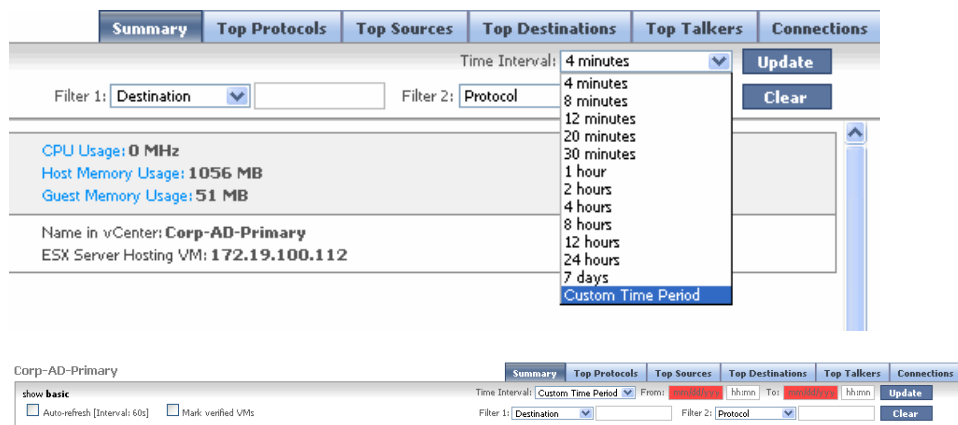 Summary Top Protocols Top Sources Top Destinations Top Talkers Connections
Time Interval: 4 minutes Update
Filter 1: Destination Filter 2: Protocol Clear
4 minutes
8 minutes
12 minutes
20 minutes
30 minutes
1 hour
2 hours
4 hours
8 hours
12 hours
24 hours
7 days
Custom Time Period
CPU Usage: 0 MHz
Host Memory Usage: 1056 MB
Guest Memory Usage: 51 MB
Name in vCenter: Corp-AD-Primary
ESX Server Hosting VM: 172.19.100.112
Corp-AD-Primary
Summary Top Protocols Top Sources Top Destinations Top Talkers Connections
show basic
Time Interval: Custom Time Period From: mm/dd/yyy hh:mn To: mm/dd/yyy hh:mn Update
Auto-refresh [Interval: 60s] Mark verified VMs
Filter 1: Destination Filter 2: Protocol Clear